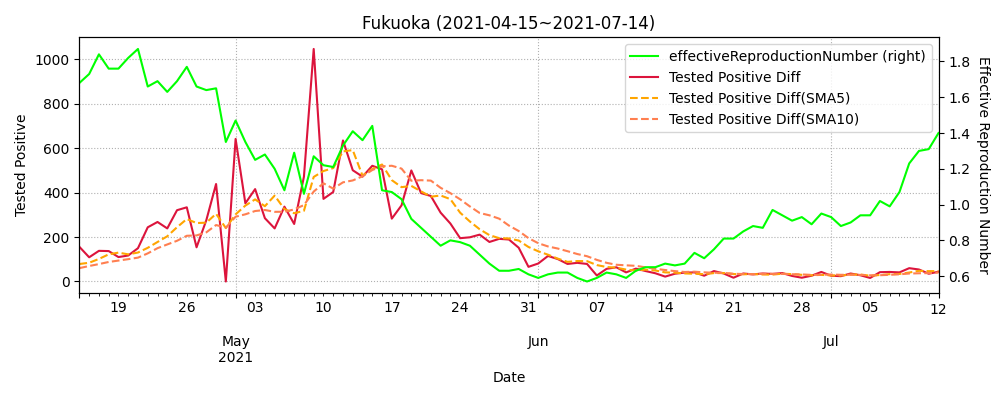 Fukuoka (2021-04-15~2021-07-14)
effectiveReproductionNumber (right)
Tested Positive Diff
Tested Positive Diff(SMA5)
Tested Positive Diff(SMA10)
Tested Positive
1000
800
600
400
200
0
1.8
1.6
1.4
1.2
1.0
0.8
0.6
Effective Reproduction Number
19 26 03 10 17 24 31 07 14 21 28 05 12
May Jun Jul
2021
Date